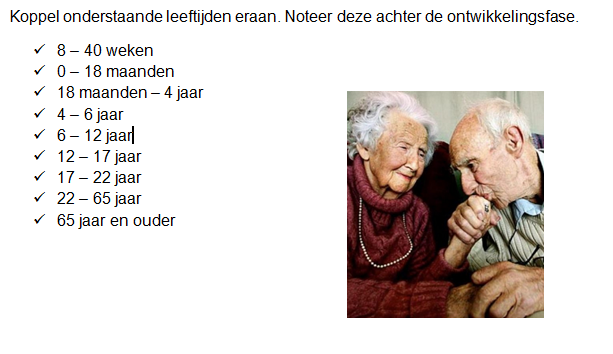 Koppel onderstaande leeftijden eraan. Noteer deze achter de ontwikkelingsfase.
✓ 8 – 40 weken
✓ 0 – 18 maanden
✓ 18 maanden – 4 jaar
✓ 4 – 6 jaar
✓ 6 – 12 jaar
✓ 12 – 17 jaar
✓ 17 – 22 jaar
✓ 22 – 65 jaar
✓ 65 jaar en ouder